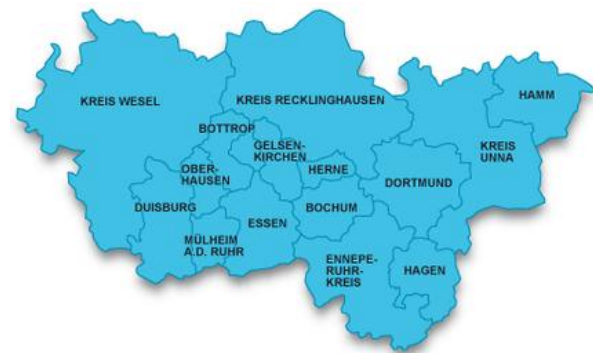 KREIS WESEL
KREIS RECKLINGHAUSEN
HAMM
BOTTROP
GELSEN-
KIRCHEN
KREIS
UNNA
OBER-
HAUSEN
HERNE
DORTMUND
DUISBURG
BOCHUM
ESSEN
MÜLHEIM
A.D. RUHR
ENNEPE-
RUHR-
KREIS
HAGEN